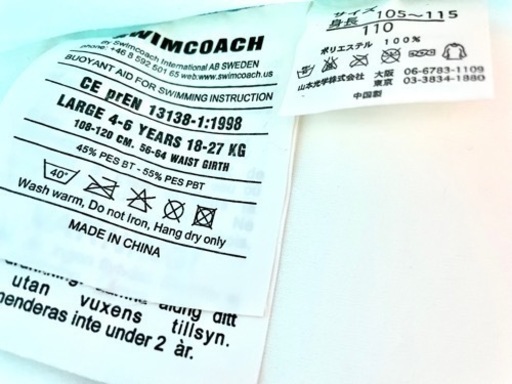 SWIMCOACH
By Swimcoach International AB SWEDEN
phone: +46 8 592 501 65 web:www.swimcoach.us
BUOYANT AID FOR SWIMMING INSTRUCTION
CE prEN 13138-1:1998
LARGE 4-6 YEARS 18-27 KG
108-120 CM. 56-64 WAIST GIRTH
45% PES BT - 55% PES PBT
40°
Wash warm, Do not Iron, Hang dry only
MADE IN CHINA
aldrig ditt
utan vuxens tillsyn.
inte under 2 år.
サイズ 105～115
身長 110
ポリエステル 100%
山本光学株式会社 大阪 06-6783-1109
東京 03-3834-1880
中国製